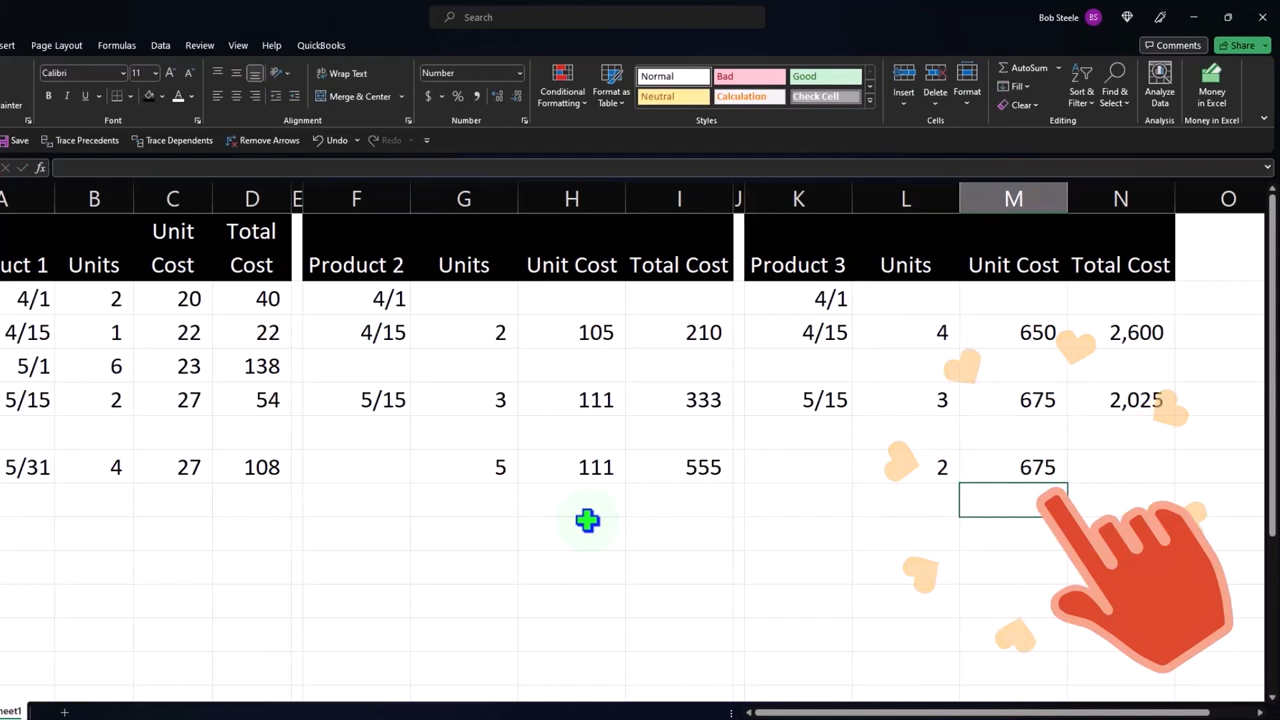 Search
Bob Steele BS
sert Page Layout Formulas Data Review View Help QuickBooks Comments Share
Calibri 11 A A Wrap Text Number Normal Bad Good AutoSum
Conditional Formatting Format as Table Insert Delete Format Fill Sort & Filter Find & Select Analyze Data Money in Excel
ainter B I U A Merge & Center $ % Neutral Calculation Check Cell Clear
Font Alignment Number Styles Cells Editing Analysis Money in Excel
Save Trace Precedents Trace Dependents Remove Arrows Undo Redo
fx
A B C D E F G H I J K L M N O
Unit Total
uct 1 Units Cost Cost Product 2 Units Unit Cost Total Cost Product 3 Units Unit Cost Total Cost
4/1 2 20 40 4/1 4/1
4/15 1 22 22 4/15 2 105 210 4/15 4 650 2,600
5/1 6 23 138
5/15 2 27 54 5/15 3 111 333 5/15 3 675 2,025
5/31 4 27 108 5 111 555 2 675
heet1